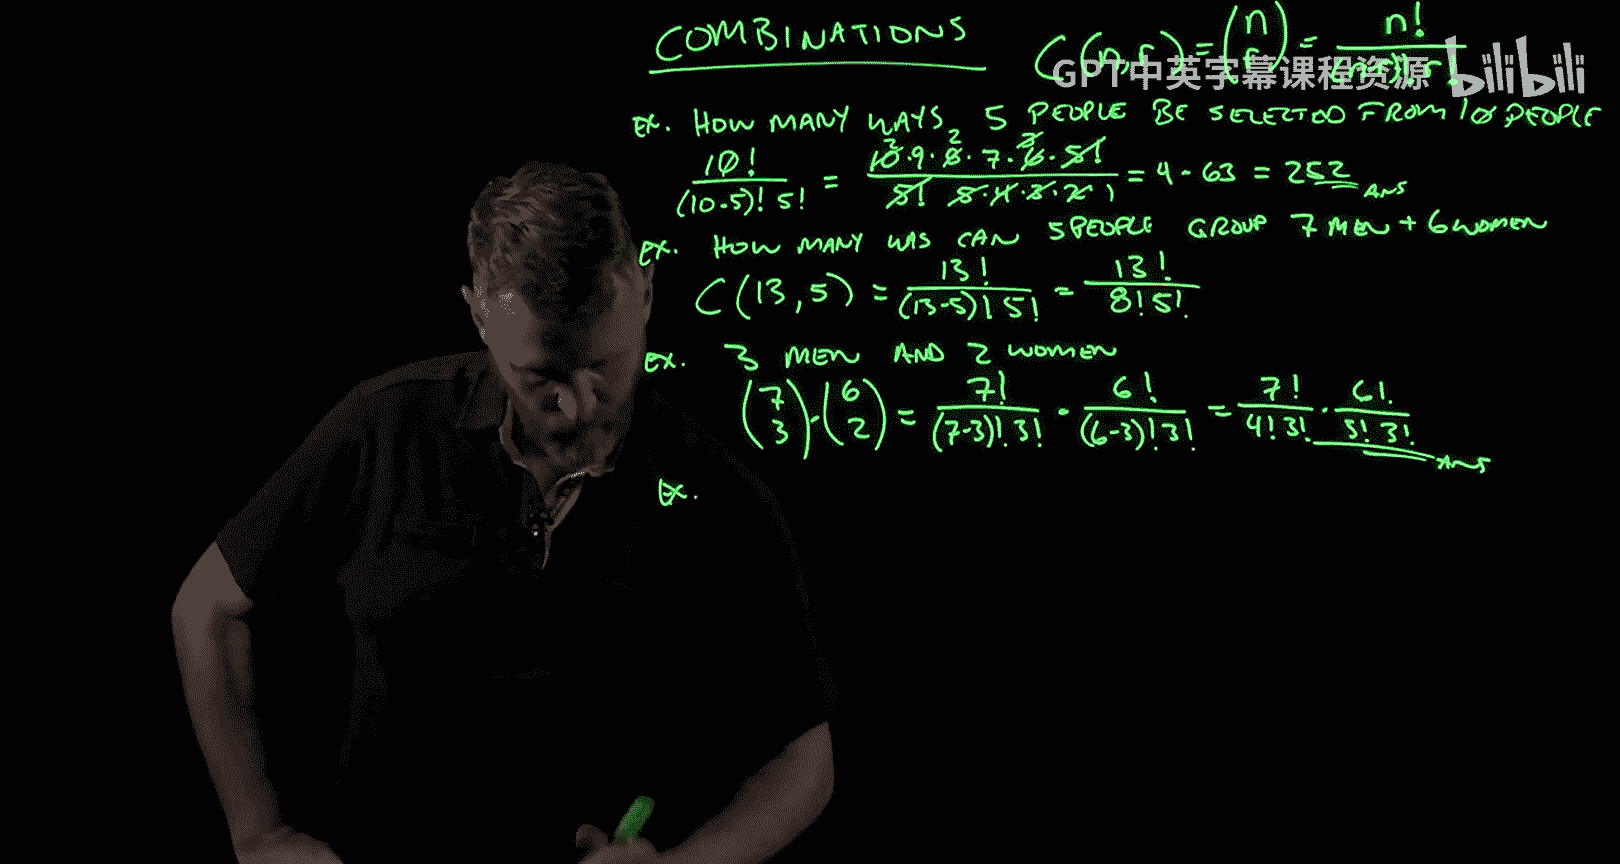 COMBINATIONS C(n,r) = (n r) = n! / (n-r)! r!
GPT中英字幕课程资源 bilibili
EX. HOW MANY WAYS, 5 PEOPLE BE SELECTED FROM 10 PEOPLE
10! / (10-5)! 5! = 10·9·8·7·6·5! / 5! 5·4·3·2·1 = 4 · 63 = 252 ANS
EX. HOW MANY WAS CAN 5 PEOPLE GROUP 7 MEN + 6 WOMEN
C(13,5) = 13! / (13-5)! 5! = 13! / 8! 5!
EX. 3 MEN AND 2 WOMEN
(7 3)·(6 2) = 7! / (7-3)! 3! · 6! / (6-3)! 3! = 7! / 4! 3! · 6! / 3! 3! ANS
EX.